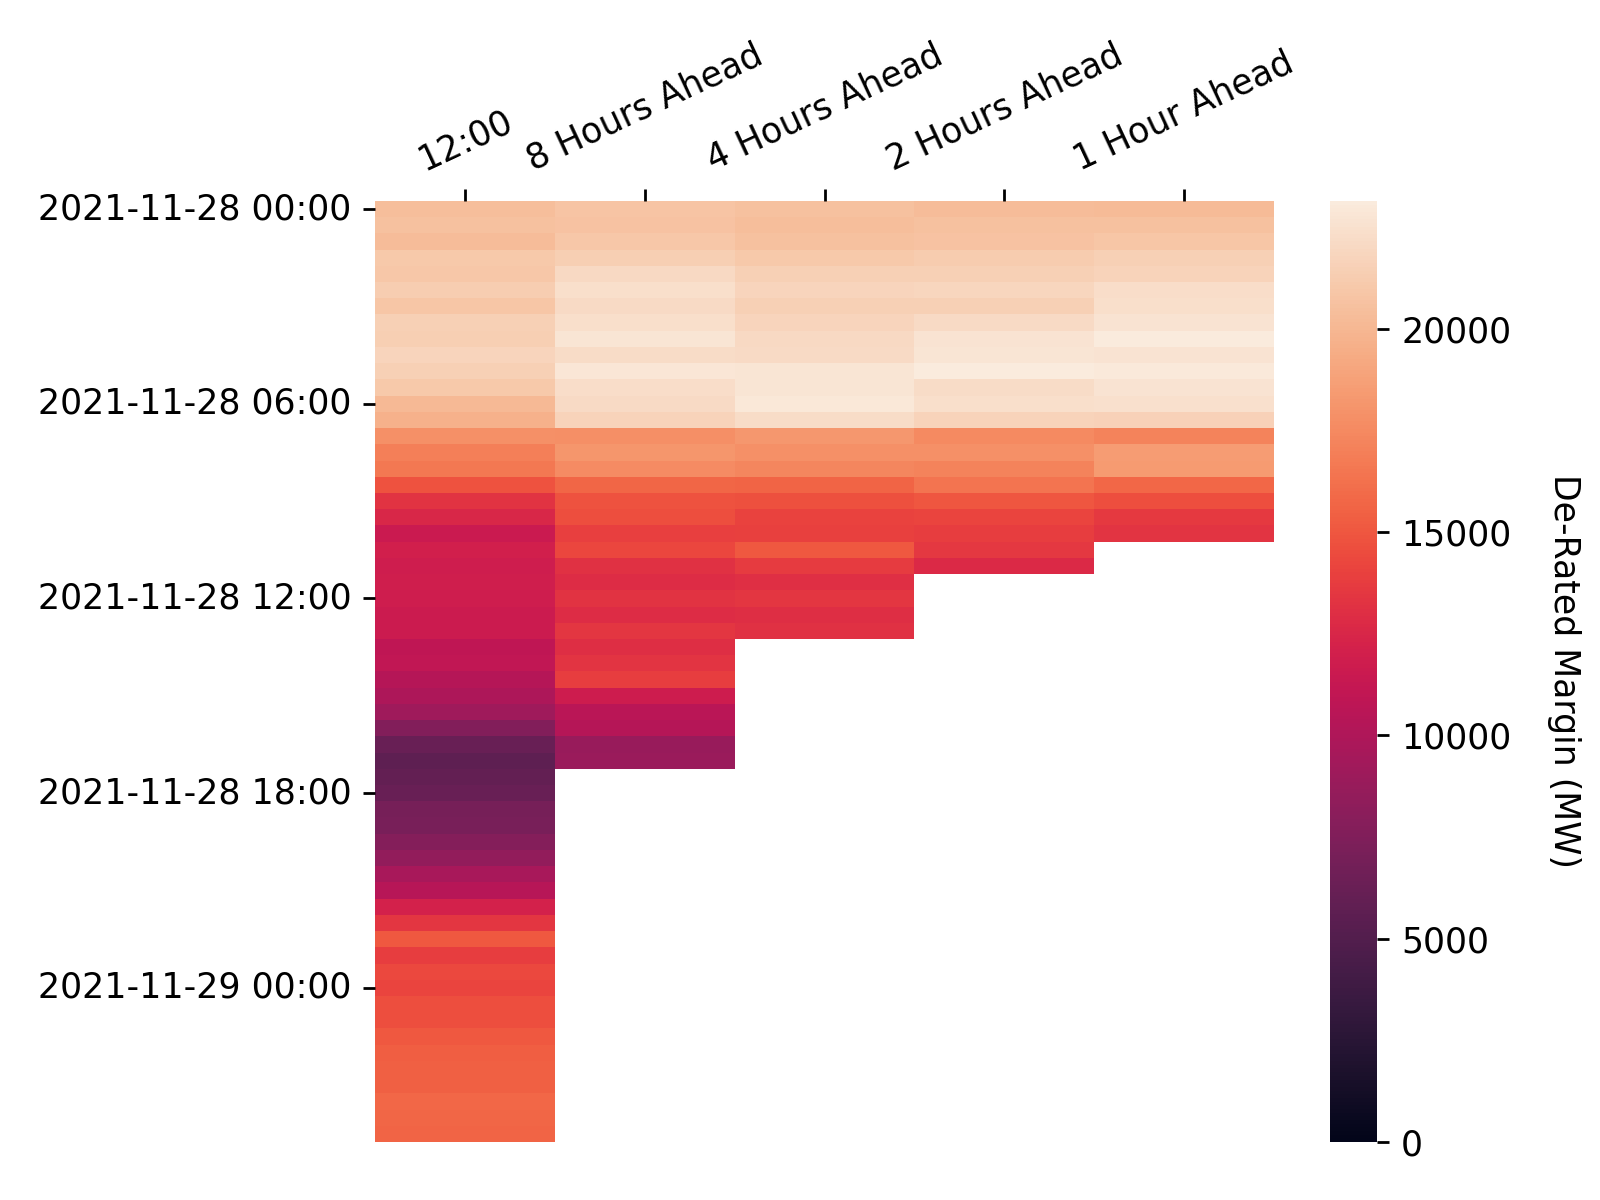 12:00
8 Hours Ahead
4 Hours Ahead
2 Hours Ahead
1 Hour Ahead
2021-11-28 00:00
2021-11-28 06:00
2021-11-28 12:00
2021-11-28 18:00
2021-11-29 00:00
20000
15000
10000
5000
0
De-Rated Margin (MW)